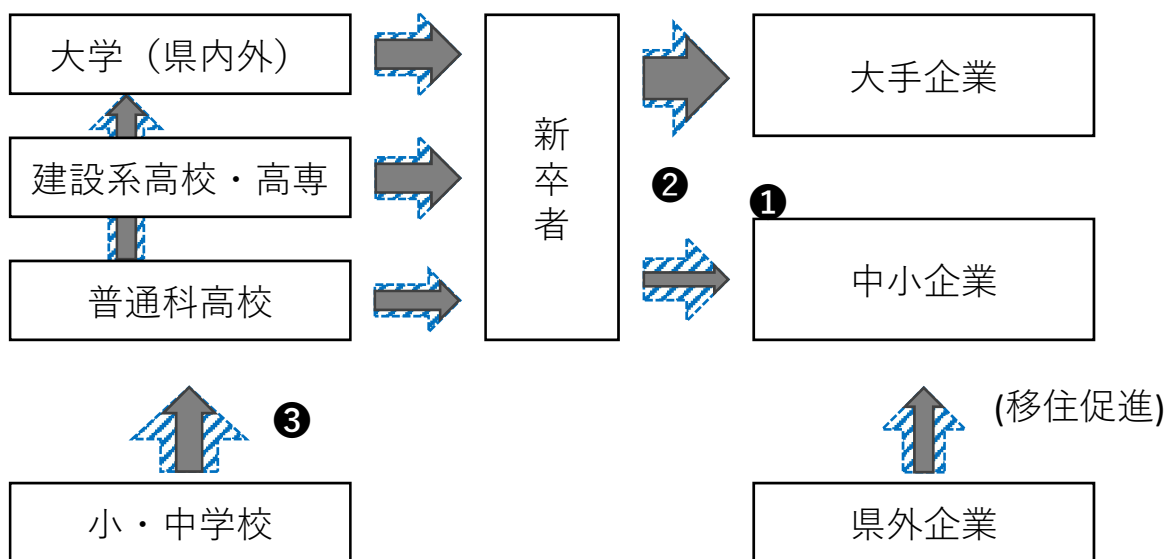 大学（県内外）
建設系高校・高専
普通科高校
小・中学校
新卒者
大手企業
中小企業
県外企業
❶
❷
❸
(移住促進)